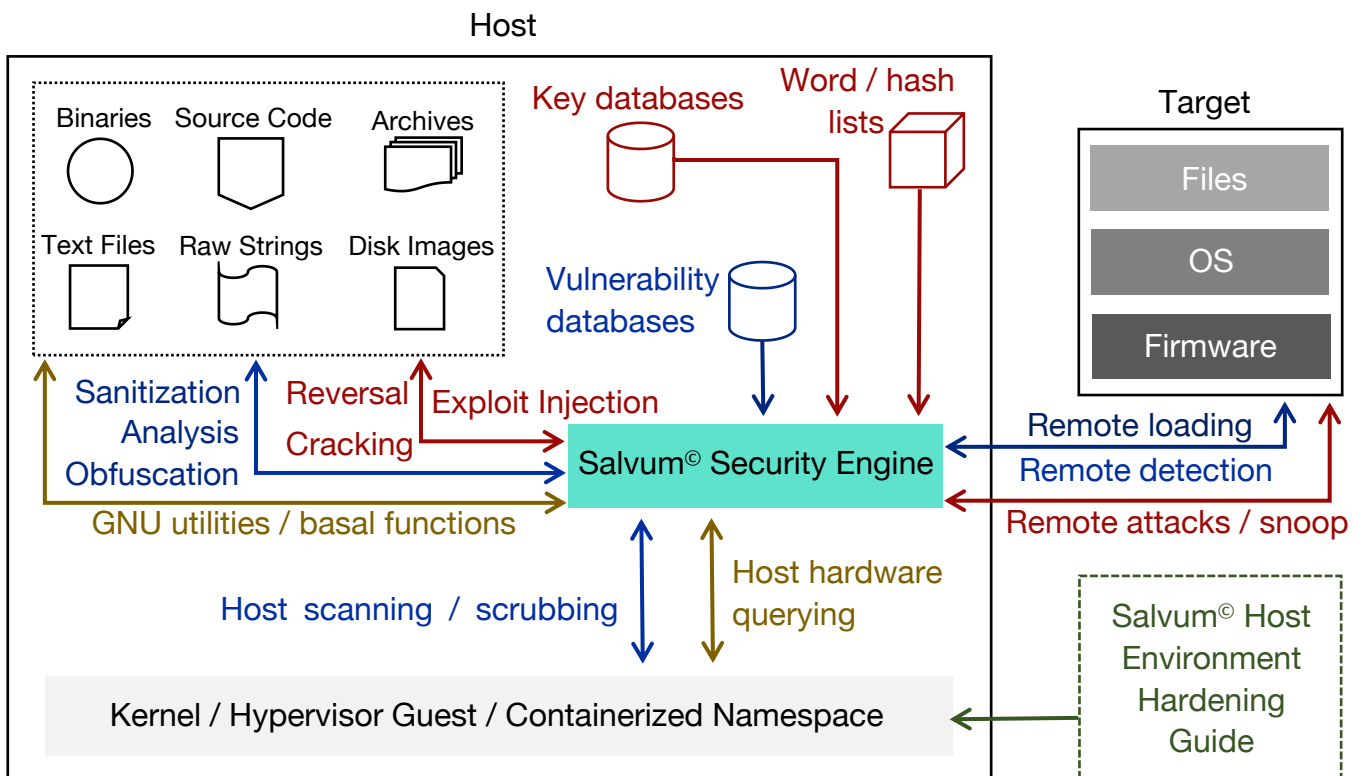 Host
Binaries
Source Code
Archives
Text Files
Raw Strings
Disk Images
Key databases
Word / hash
lists
Vulnerability
databases
Target
Files
OS
Firmware
Sanitization
Analysis
Obfuscation
Reversal
Cracking
Exploit Injection
GNU utilities / basal functions
Salvum© Security Engine
Remote loading
Remote detection
Remote attacks / snoop
Host scanning / scrubbing
Host hardware
querying
Kernel / Hypervisor Guest / Containerized Namespace
Salvum© Host
Environment
Hardening
Guide